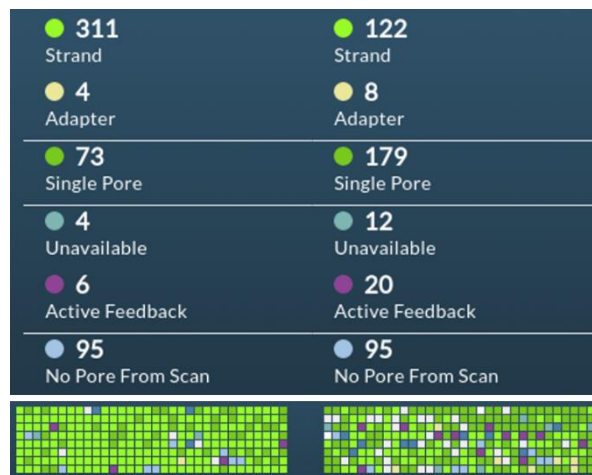 311 122
Strand Strand
4 8
Adapter Adapter
73 179
Single Pore Single Pore
4 12
Unavailable Unavailable
6 20
Active Feedback Active Feedback
95 95
No Pore From Scan No Pore From Scan